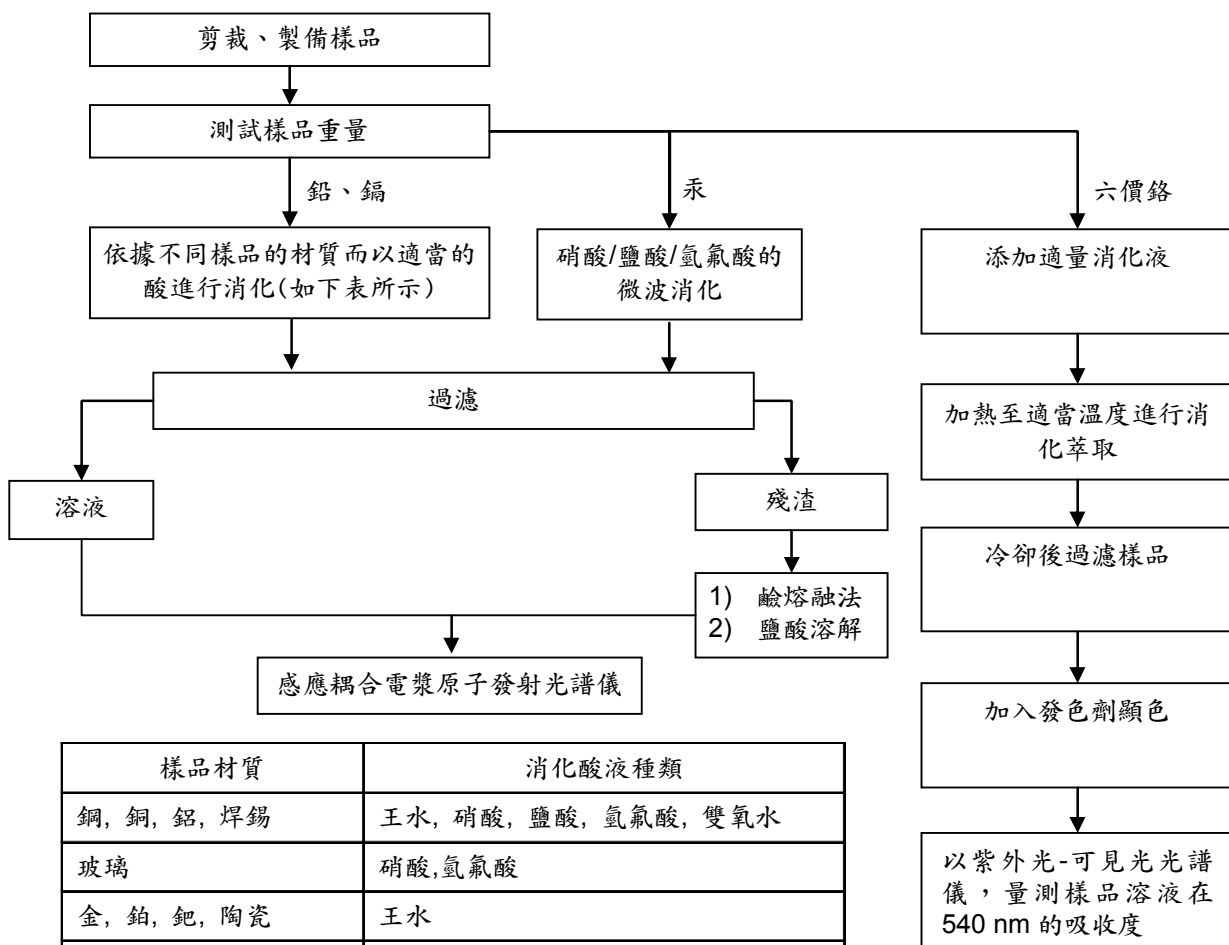 剪裁、製備樣品
測試樣品重量
鉛、鎘
汞
六價鉻
依據不同樣品的材質而以適當的
酸進行消化(如下表所示)
硝酸/鹽酸/氫氟酸的
微波消化
添加適量消化液
過濾
加熱至適當溫度進行消
化萃取
溶液
殘渣
冷卻後過濾樣品
1) 鹼熔融法
2) 鹽酸溶解
感應耦合電漿原子發射光譜儀
加入發色劑顯色
樣品材質 消化酸液種類
鋼, 銅, 鋁, 焊錫 王水, 硝酸, 鹽酸, 氫氟酸, 雙氧水
玻璃 硝酸,氫氟酸
金, 鉑, 鈀, 陶瓷 王水
以紫外光-可見光光譜
儀，量測樣品溶液在
540 nm 的吸收度